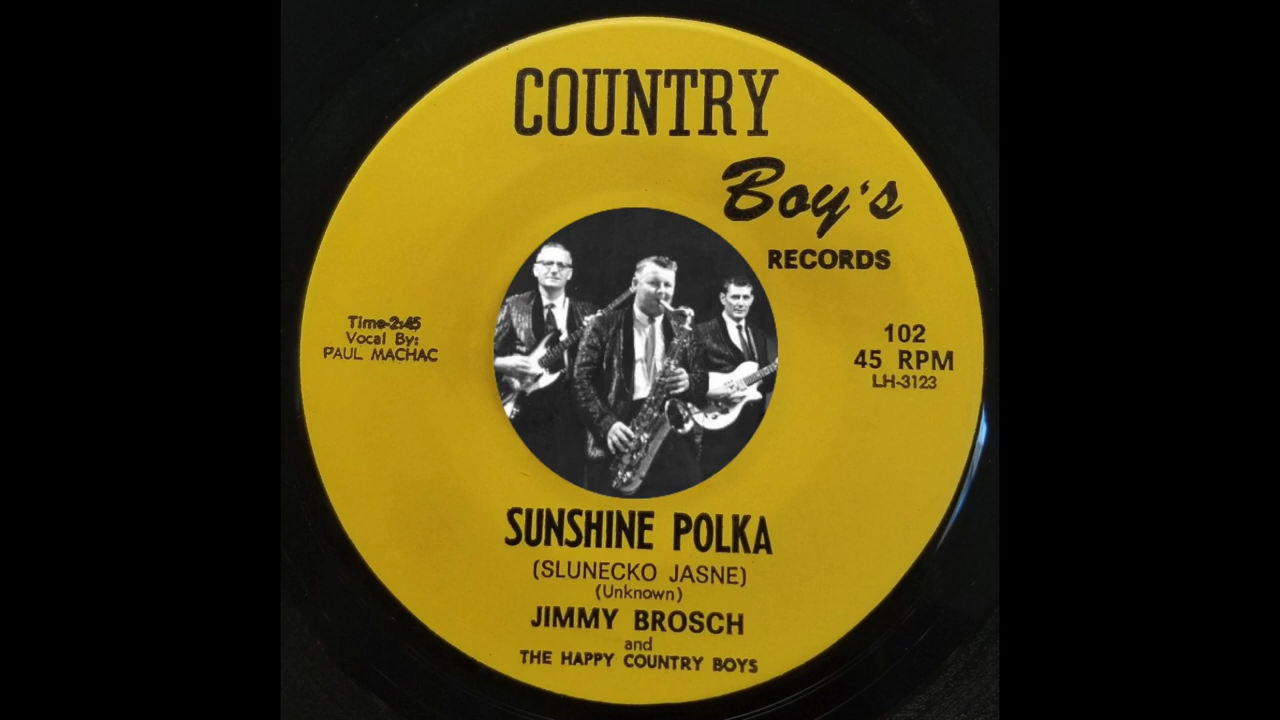 COUNTRY
Boy's
RECORDS
Time-2:45
Vocal By:
PAUL MACHAC
102
45 RPM
LH-3123
SUNSHINE POLKA
(SLUNECKO JASNE)
(Unknown)
JIMMY BROSCH
and
THE HAPPY COUNTRY BOYS